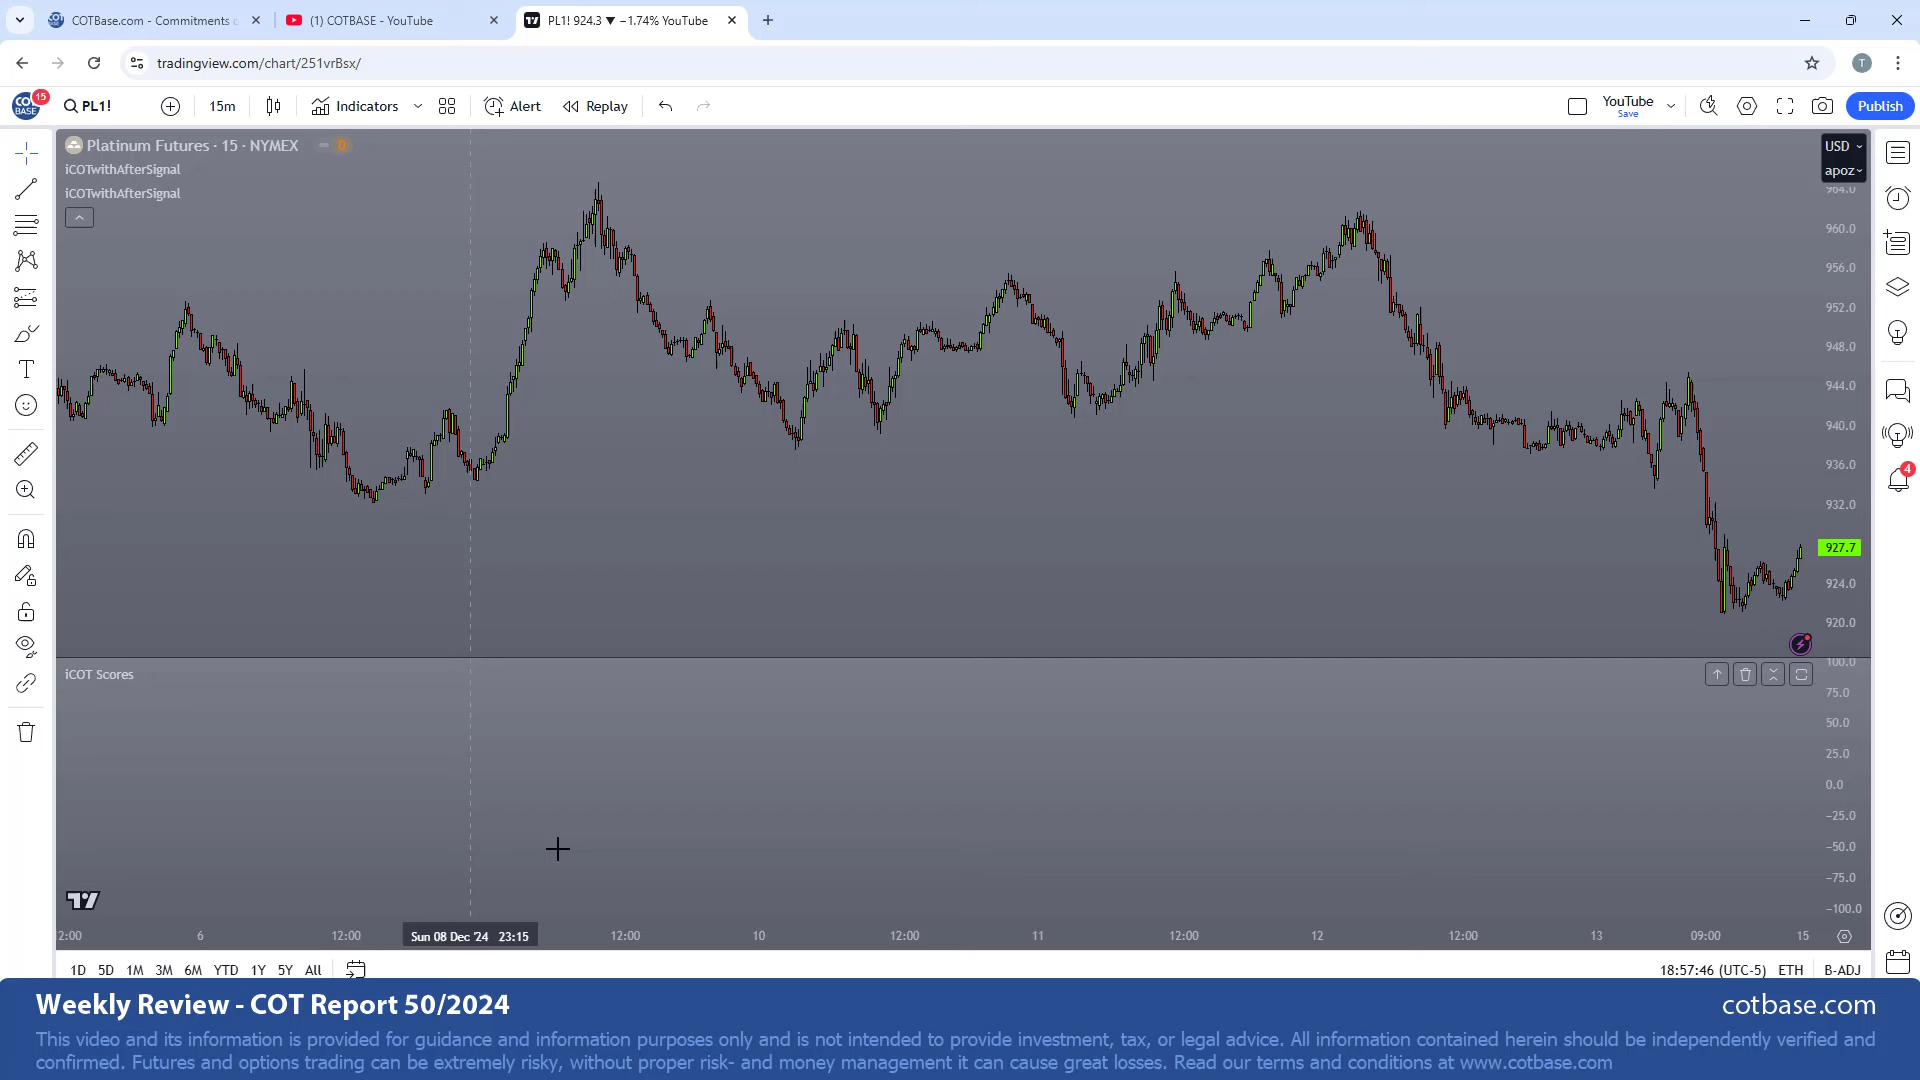 COTBase.com - Commitments o
(1) COTBASE - YouTube
PL1! 924.3 ▼ −1.74% YouTube
tradingview.com/chart/251vrBsx/
COT BASE
15
PL1!
15m
Indicators
Alert
Replay
YouTube
Save
Publish
T
Platinum Futures · 15 · NYMEX
D
iCOTwithAfterSignal
iCOTwithAfterSignal
USD
apoz
964.0
960.0
956.0
952.0
948.0
944.0
940.0
936.0
932.0
927.7
924.0
920.0
4
iCOT Scores
100.0
75.0
50.0
25.0
0.0
−25.0
−50.0
−75.0
−100.0
12:00
6
12:00
Sun 08 Dec '24 23:15
12:00
10
12:00
11
12:00
12
12:00
13
09:00
15
1D 5D 1M 3M 6M YTD 1Y 5Y All
18:57:46 (UTC-5) ETH B-ADJ
Weekly Review - COT Report 50/2024
cotbase.com
This video and its information is provided for guidance and information purposes only and is not intended to provide investment, tax, or legal advice. All information contained herein should be independently verified and
confirmed. Futures and options trading can be extremely risky, without proper risk- and money management it can cause great losses. Read our terms and conditions at www.cotbase.com